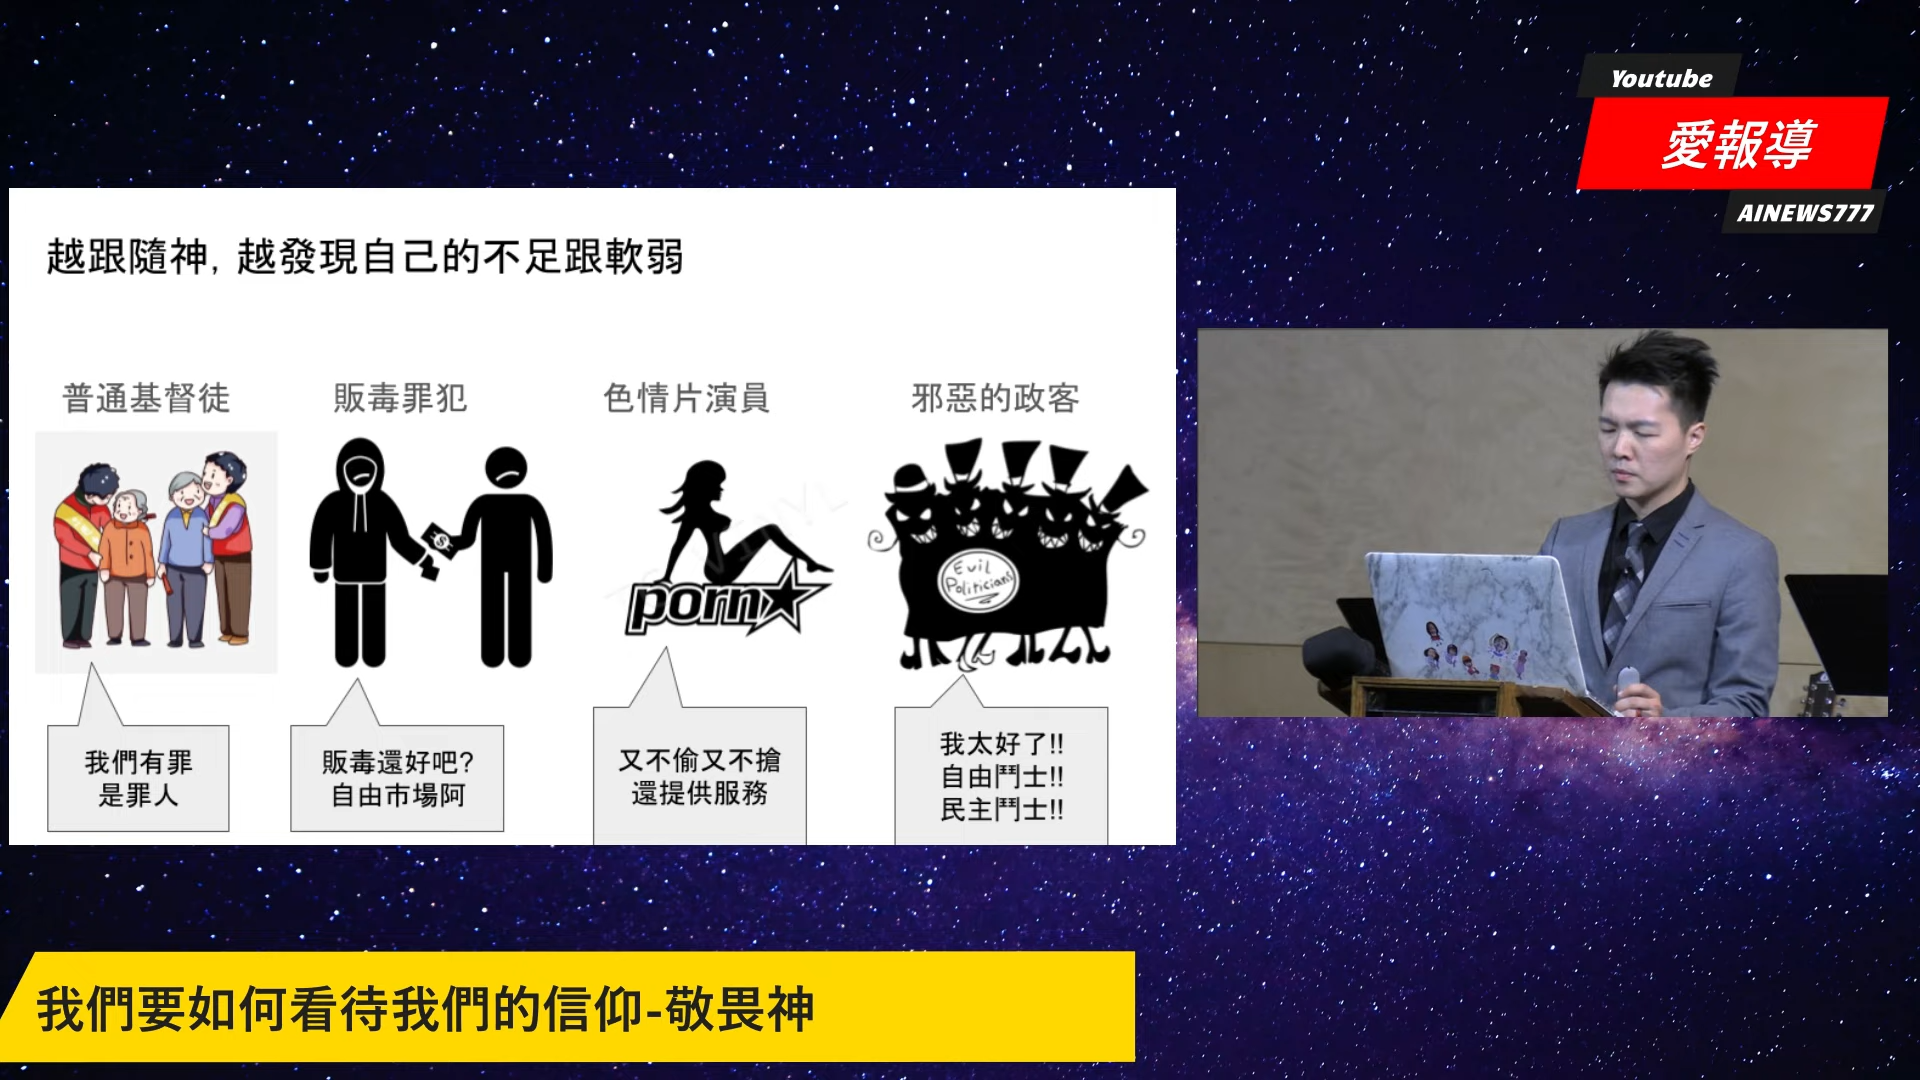 Youtube
愛報導
AINEWS777
越跟隨神, 越發現自己的不足跟軟弱
普通基督徒
販毒罪犯
色情片演員
邪惡的政客
$
porn
Evil
Politicians
我們有罪
是罪人
販毒還好吧?
自由市場阿
又不偷又不搶
還提供服務
我太好了!!
自由鬥士!!
民主鬥士!!
我們要如何看待我們的信仰-敬畏神